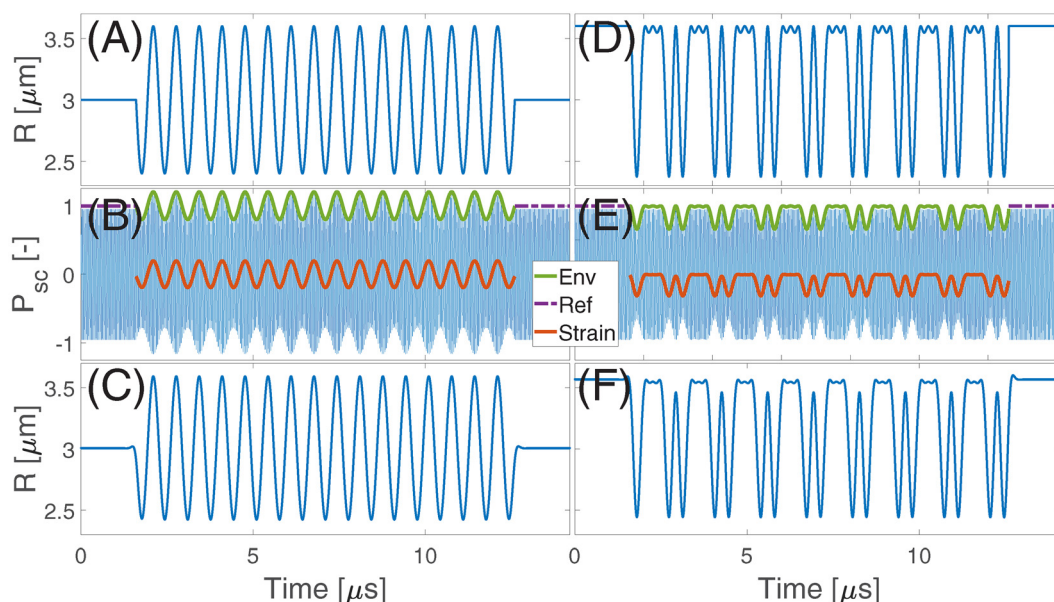 (A)
3.5
3
2.5
R [μm]
(D)
(B)
1
0
-1
P_sc [-]
(E)
Env
Ref
Strain
(C)
3.5
3
2.5
R [μm]
(F)
0 5 10
0 5 10
Time [μs]
Time [μs]